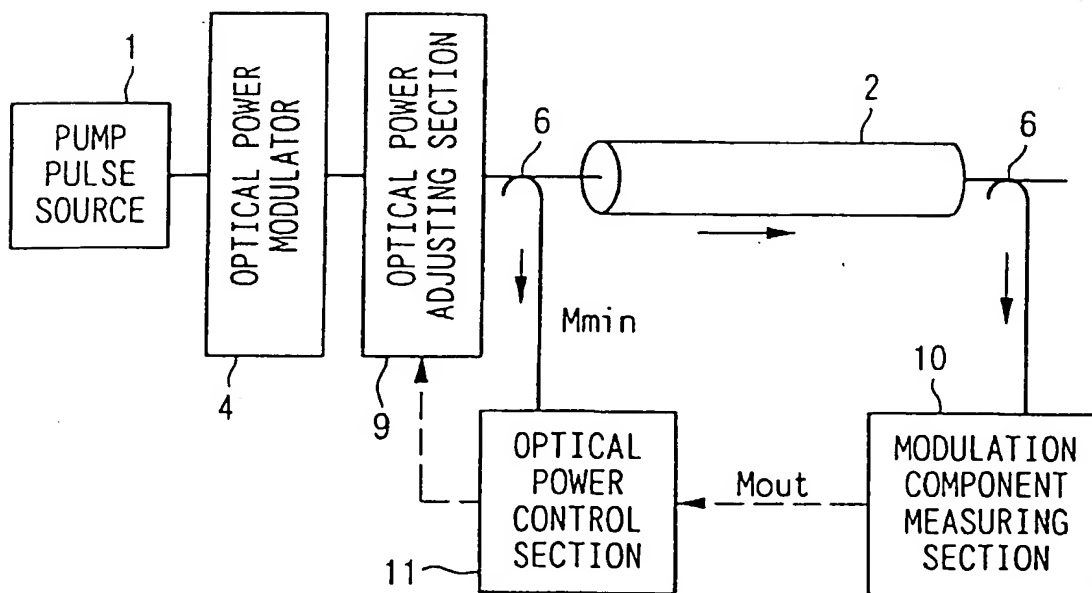 1
PUMP
PULSE
SOURCE
OPTICAL POWER
MODULATOR
4
OPTICAL POWER
ADJUSTING SECTION
9
6
2
6
Mmin
10
OPTICAL
POWER
CONTROL
SECTION
11
Mout
MODULATION
COMPONENT
MEASURING
SECTION